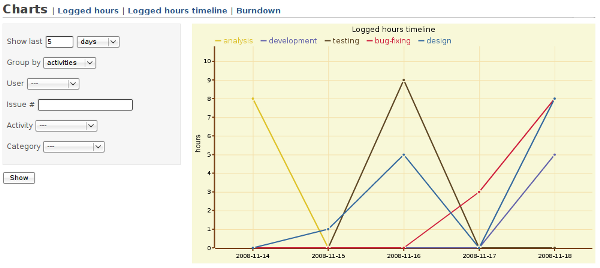 Charts | Logged hours | Logged hours timeline | Burndown
Show last 5 days
Group by activities
User ---
Issue #
Activity ---
Category ---
Show
Logged hours timeline
analysis development testing bug-fixing design
10
9
8
7
6
5
4
3
2
1
0
hours
2008-11-14 2008-11-15 2008-11-16 2008-11-17 2008-11-18